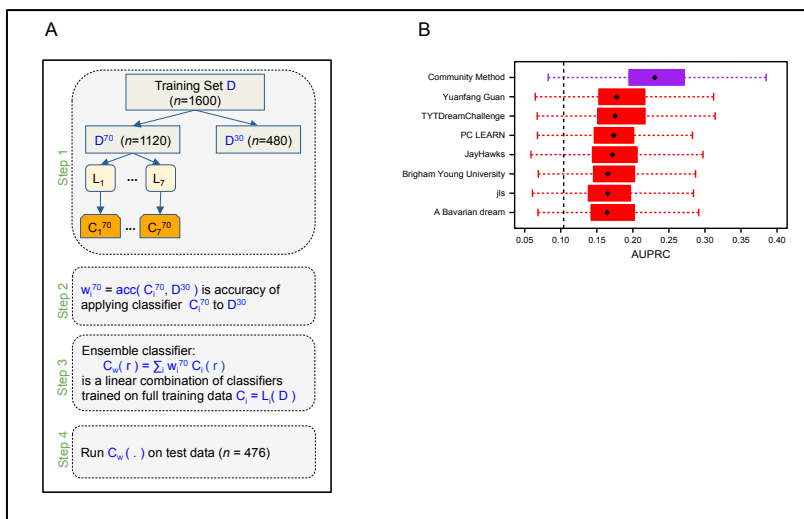 A
Training Set D
(n=1600)
D⁷⁰ (n=1120)
D³⁰ (n=480)
L₁ ... L₇
C₁⁷⁰ ... C₇⁷⁰
Step 1
Step 2
wᵢ⁷⁰ = acc( Cᵢ⁷⁰, D³⁰ ) is accuracy of
applying classifier Cᵢ⁷⁰ to D³⁰
Step 3
Ensemble classifier:
C_w( r ) = ∑ᵢ wᵢ⁷⁰ Cᵢ( r )
is a linear combination of classifiers
trained on full training data Cᵢ = Lᵢ( D )
Step 4
Run C_w ( . ) on test data (n = 476)
B
Community Method
Yuanfang Guan
TYTDreamChallenge
PC LEARN
JayHawks
Brigham Young University
jls
A Bavarian dream
0.05 0.10 0.15 0.20 0.25 0.30 0.35 0.40
AUPRC